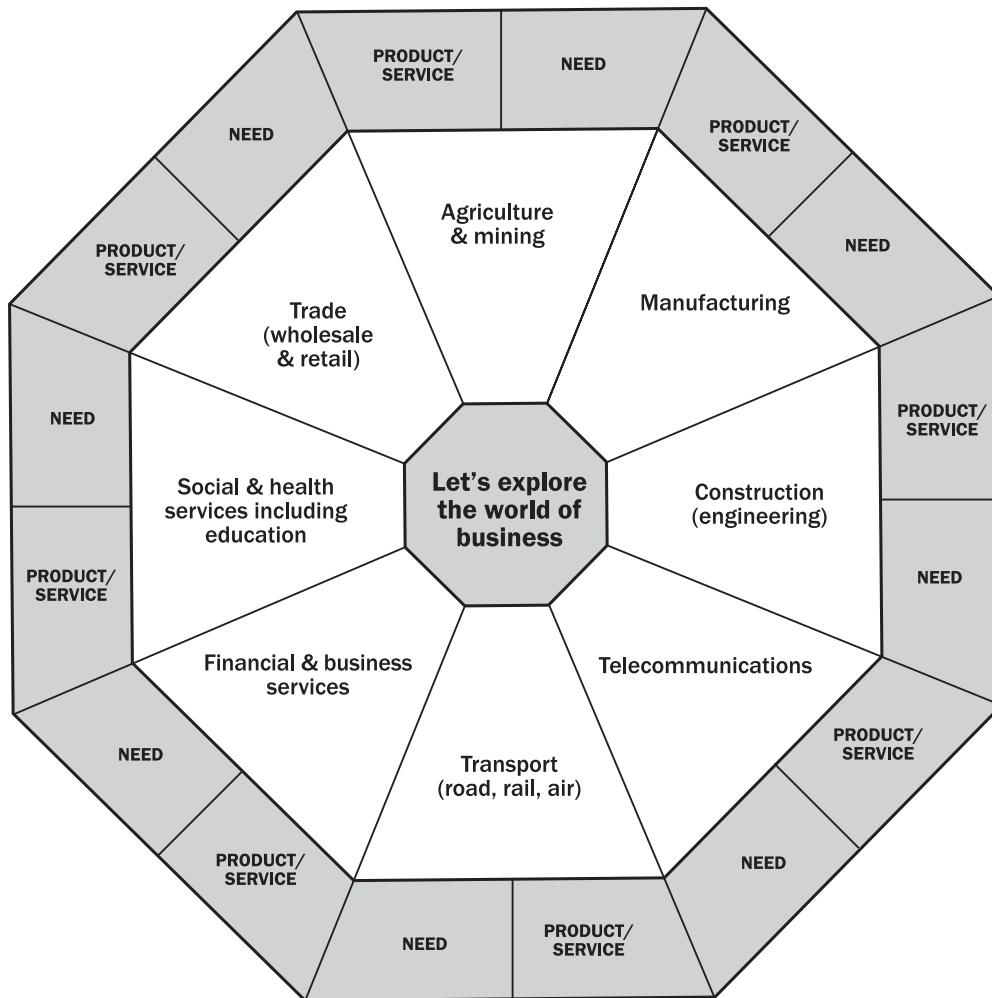 PRODUCT/
SERVICE
NEED
PRODUCT/
SERVICE
NEED
PRODUCT/
SERVICE
NEED
PRODUCT/
SERVICE
NEED
PRODUCT/
SERVICE
NEED
PRODUCT/
SERVICE
NEED
PRODUCT/
SERVICE
NEED
PRODUCT/
SERVICE
NEED
Agriculture
& mining
Manufacturing
Construction
(engineering)
Telecommunications
Transport
(road, rail, air)
Financial & business
services
Social & health
services including
education
Trade
(wholesale
& retail)
Let's explore
the world of
business